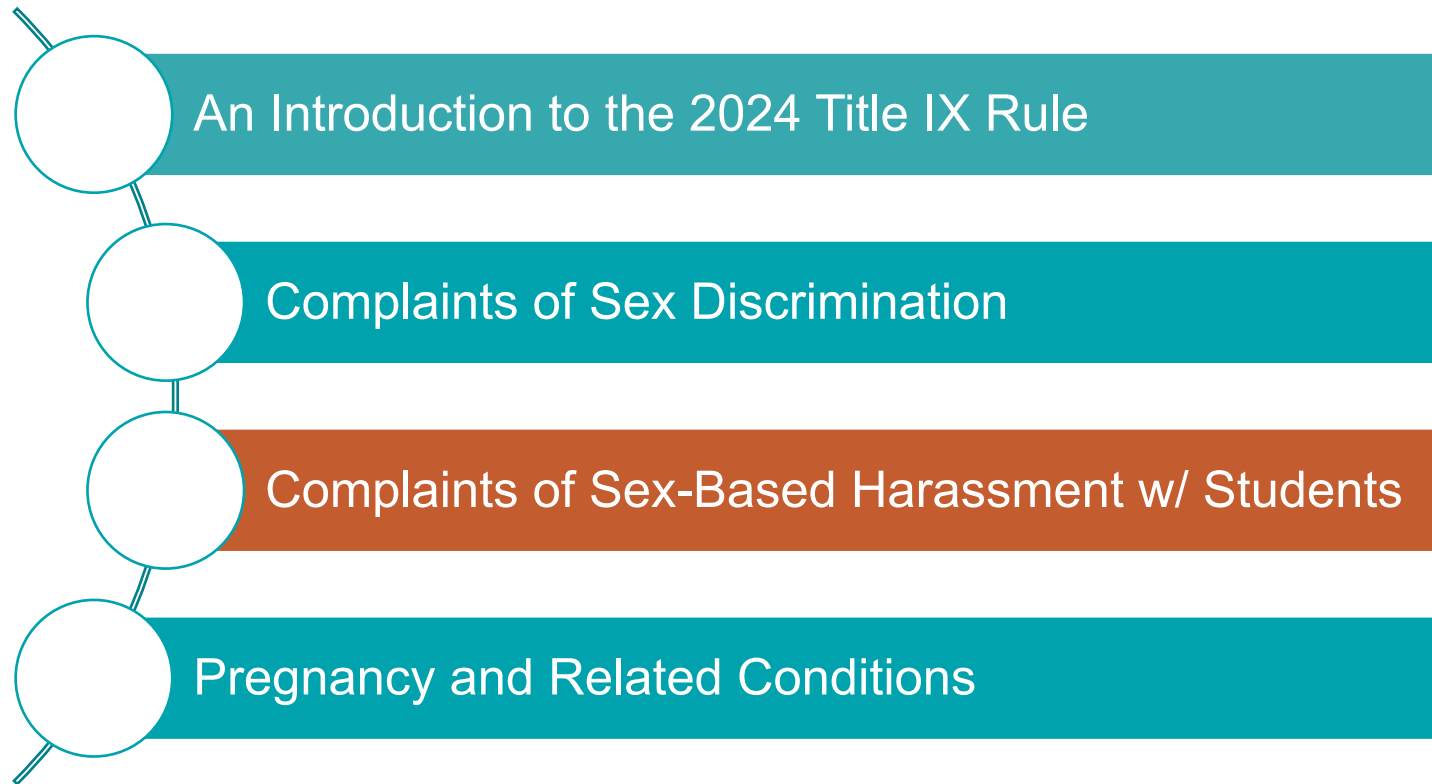 An Introduction to the 2024 Title IX Rule
Complaints of Sex Discrimination
Complaints of Sex-Based Harassment w/ Students
Pregnancy and Related Conditions